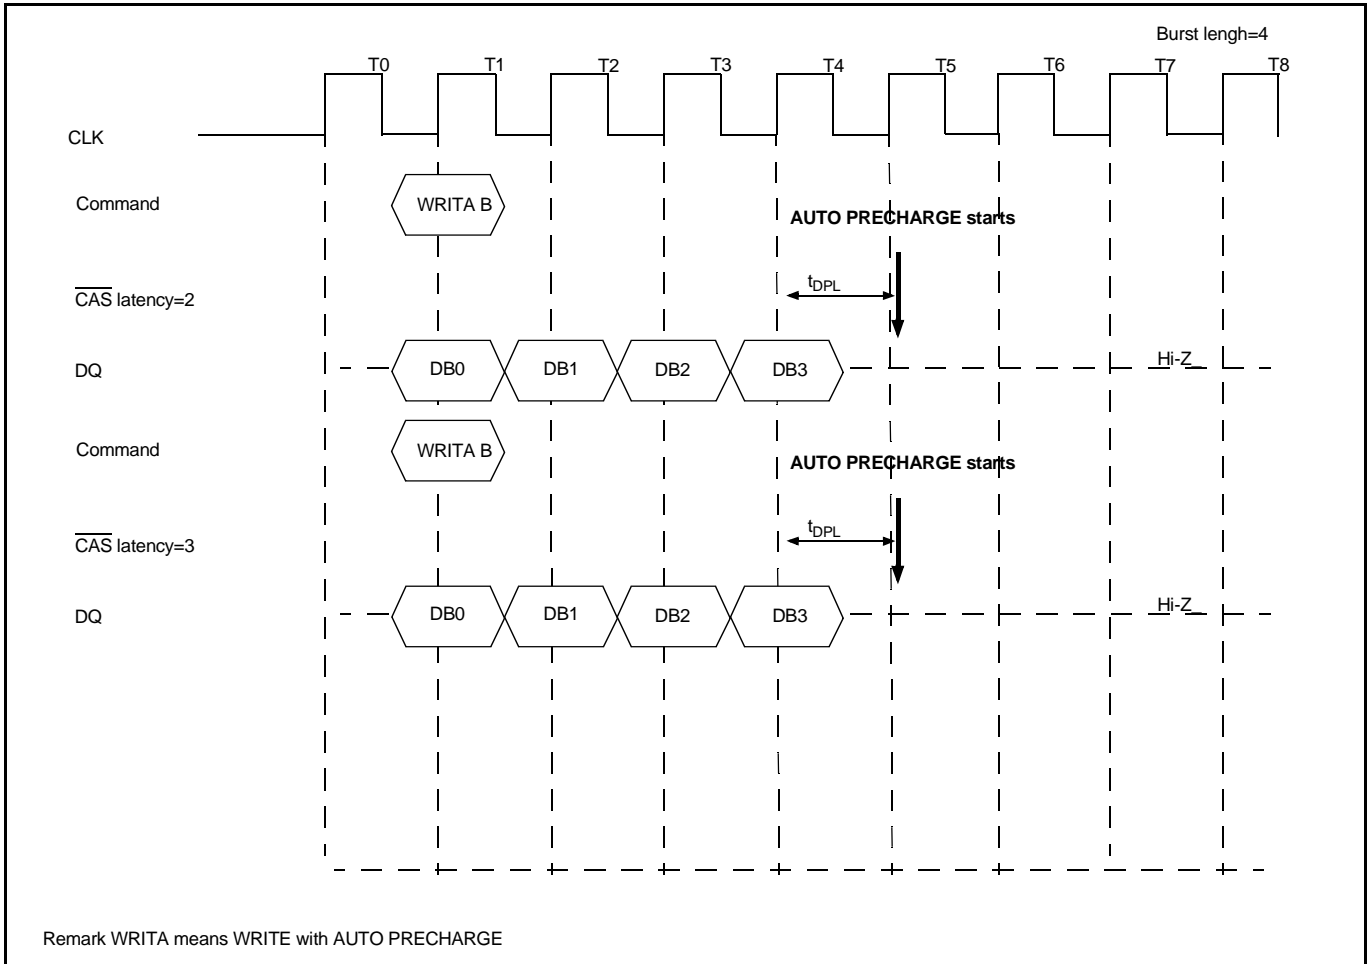 Burst lengh=4
T0 T1 T2 T3 T4 T5 T6 T7 T8
CLK
Command WRITA B
AUTO PRECHARGE starts
tDPL
CAS latency=2
DQ DB0 DB1 DB2 DB3 Hi-Z
Command WRITA B
AUTO PRECHARGE starts
tDPL
CAS latency=3
DQ DB0 DB1 DB2 DB3 Hi-Z
Remark WRITA means WRITE with AUTO PRECHARGE